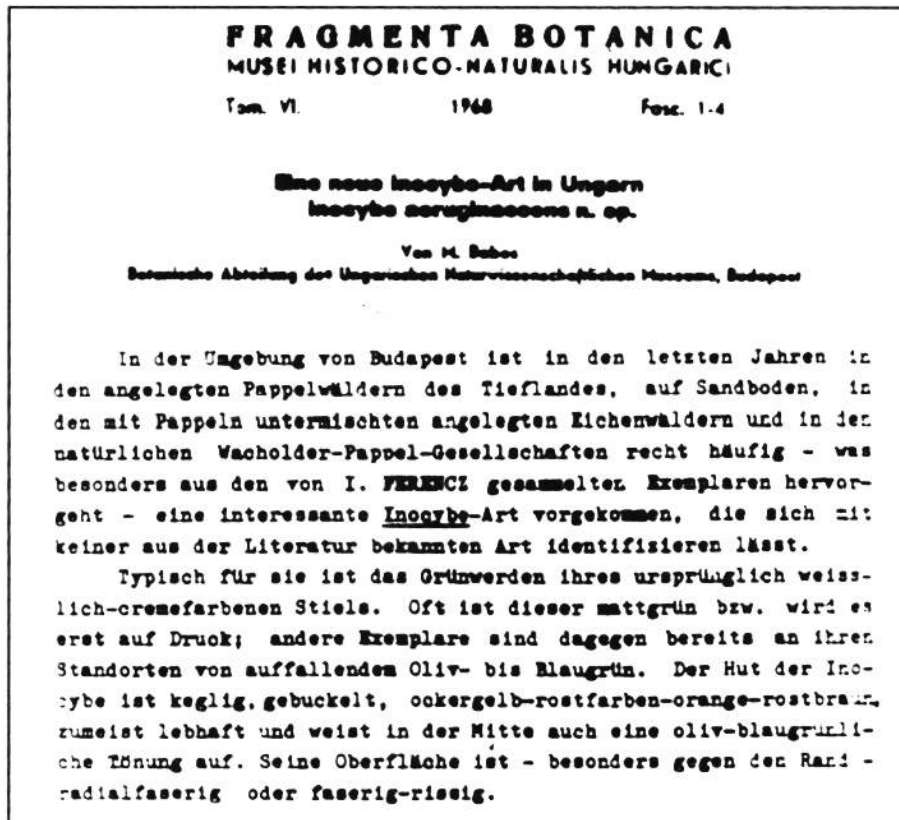 FRAGMENTA BOTANICA
MUSEI HISTORICO-NATURALIS HUNGARICI
Tom. VI. 1968 Fasc. 1-4
Eine neue Inocybe-Art in Ungarn
Inocybe aeruginascens n. sp.
Von M. Babos
Botanische Abteilung des Ungarischen Naturwissenschaftlichen Museums, Budapest
In der Umgebung von Budapest ist in den letzten Jahren in
den angelegten Pappelwäldern des Tieflandes, auf Sandboden, in
den mit Pappeln untermischten angelegten Eichenwäldern und in den
natürlichen Wacholder-Pappel-Gesellschaften recht häufig - was
besonders aus den von I. FERENCZ gesammelten Exemplaren hervor-
geht - eine interessante Inocybe-Art vorgekommen, die sich mit
keiner aus der Literatur bekannten Art identifizieren lässt.
Typisch für sie ist das Grünwerden ihres ursprünglich weiss-
lich-cremefarbenen Stiels. Oft ist dieser mattgrün bzw. wird es
erst auf Druck; andere Exemplare sind dagegen bereits an ihren
Standorten von auffallendem Oliv- bis Blaugrün. Der Hut der Ino-
cybe ist keglig, gebuckelt, ockergelb-rostfarben-orange-rostbraun,
zumeist lebhaft und weist in der Mitte auch eine oliv-blaugrünli-
che Tönung auf. Seine Oberfläche ist - besonders gegen den Rand -
radialfaserig oder faserig-rissig.